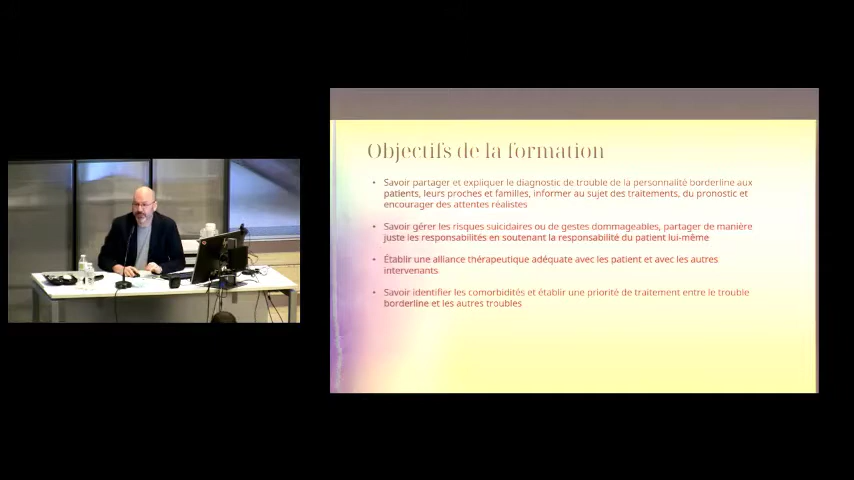 Objectifs de la formation
• Savoir partager et expliquer le diagnostic de trouble de la personnalité borderline aux
patients, leurs proches et familles, informer au sujet des traitements, du pronostic et
encourager des attentes réalistes
• Savoir gérer les risques suicidaires ou de gestes dommageables, partager de manière
juste les responsabilités en soutenant la responsabilité du patient lui-même
• Établir une alliance thérapeutique adéquate avec les patient et avec les autres
intervenants
• Savoir identifier les comorbidités et établir une priorité de traitement entre le trouble
borderline et les autres troubles